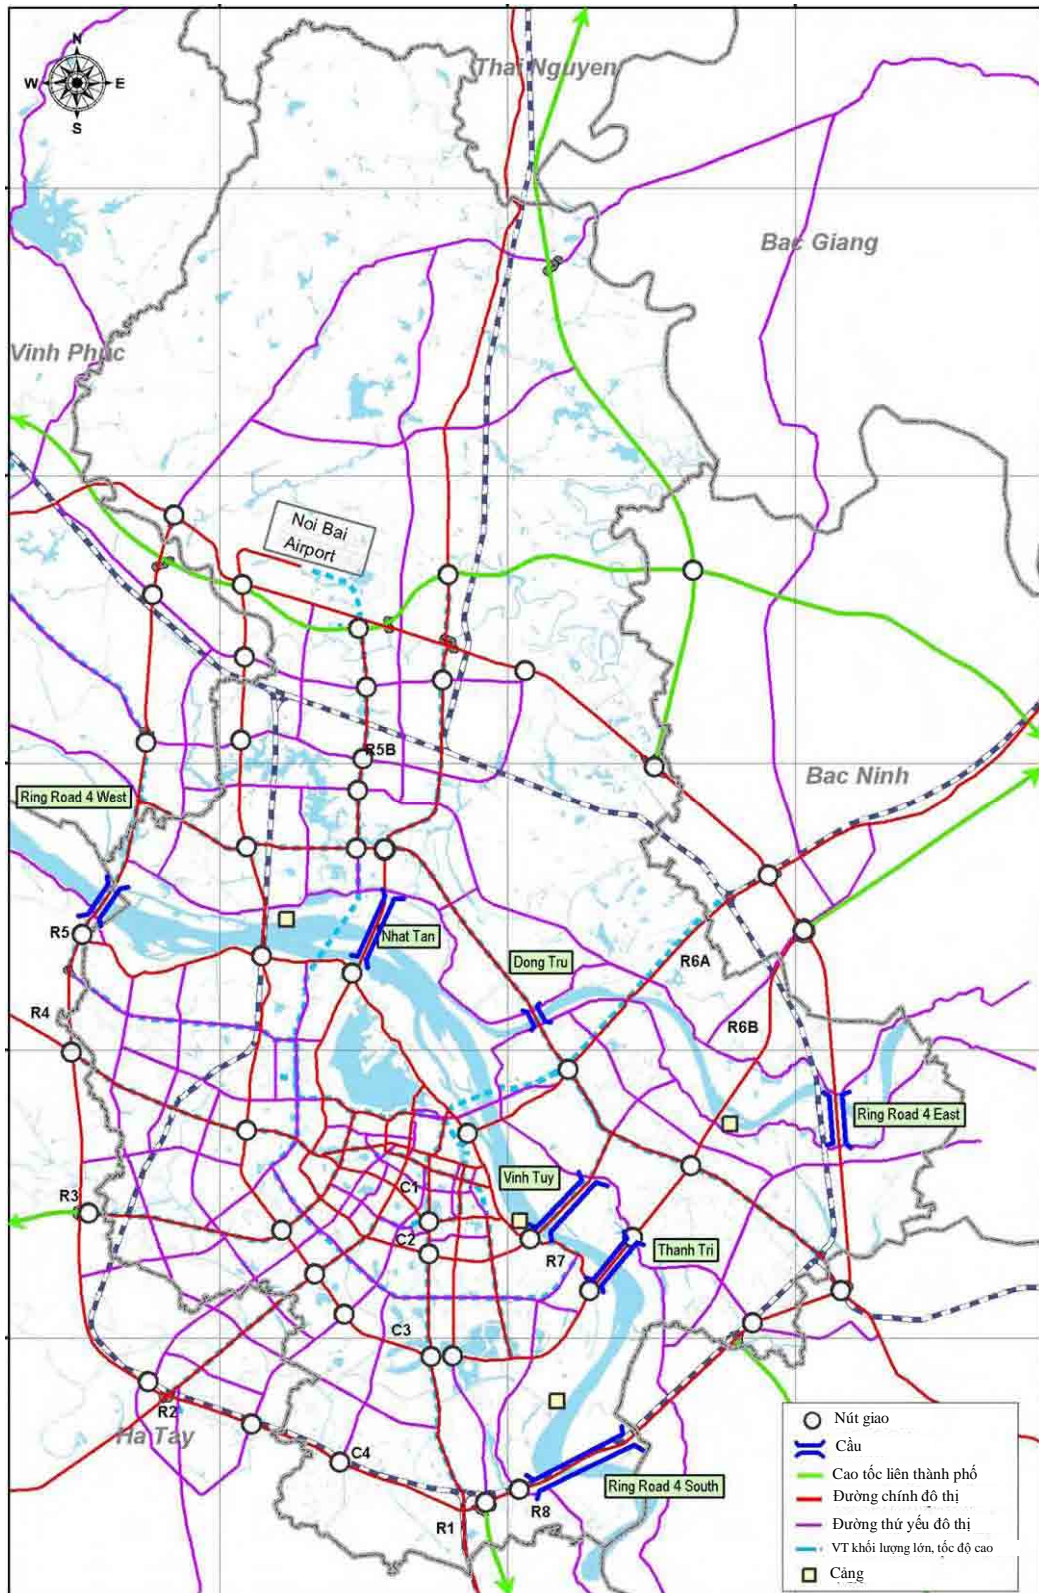 N
W
E
S
Thai Nguyen
Bac Giang
Vinh Phuc
Noi Bai
Airport
R5B
Bac Ninh
Ring Road 4 West
R5
Nhat Tan
Dong Tru
R6A
R4
R6B
Ring Road 4 East
Vinh Tuy
C1
R3
C2
R7
Thanh Tri
C3
R2
Ha Tay
C4
Ring Road 4 South
R1
R8
Nút giao
Cầu
Cao tốc liên thành phố
Đường chính đô thị
Đường thứ yếu đô thị
VT khối lượng lớn, tốc độ cao
Cảng